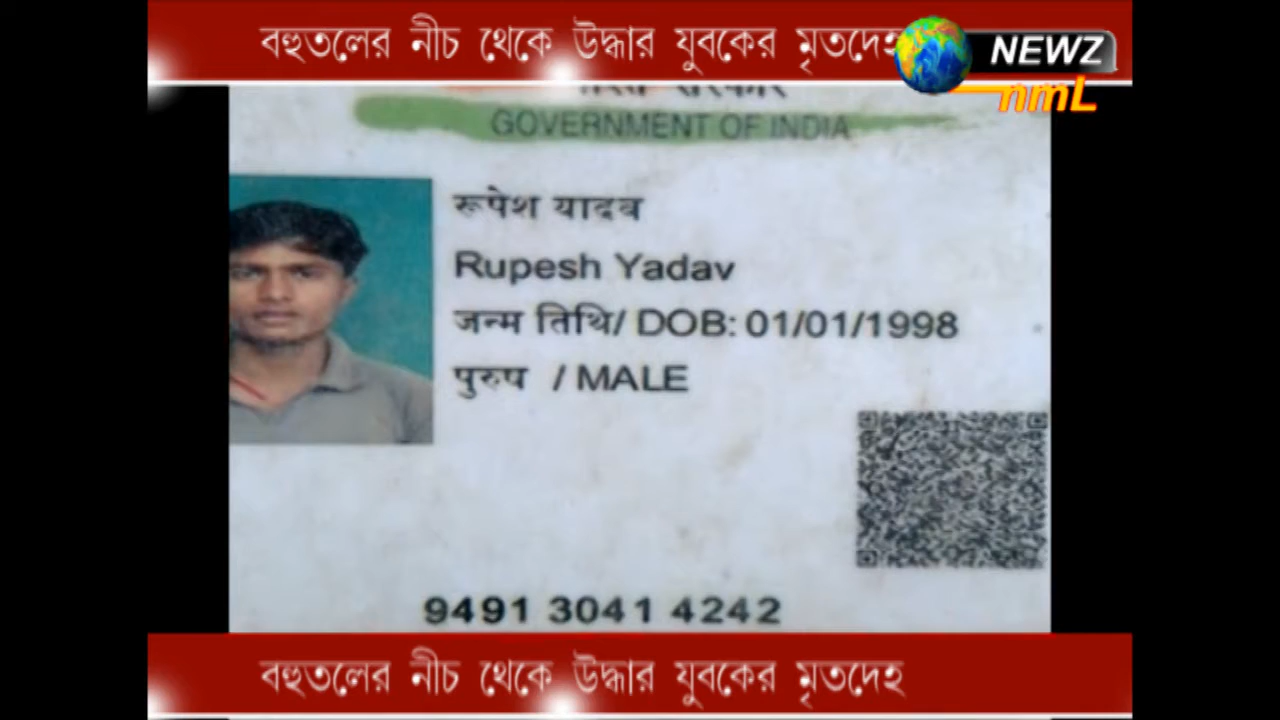 বহুতলের নীচ থেকে উদ্ধার যুবকের মৃতদেহ
NEWZ
nmL
GOVERNMENT OF INDIA
रूपेश यादव
Rupesh Yadav
जन्म तिथि/ DOB: 01/01/1998
पुरुष / MALE
9491 3041 4242
বহুতলের নীচ থেকে উদ্ধার যুবকের মৃতদেহ